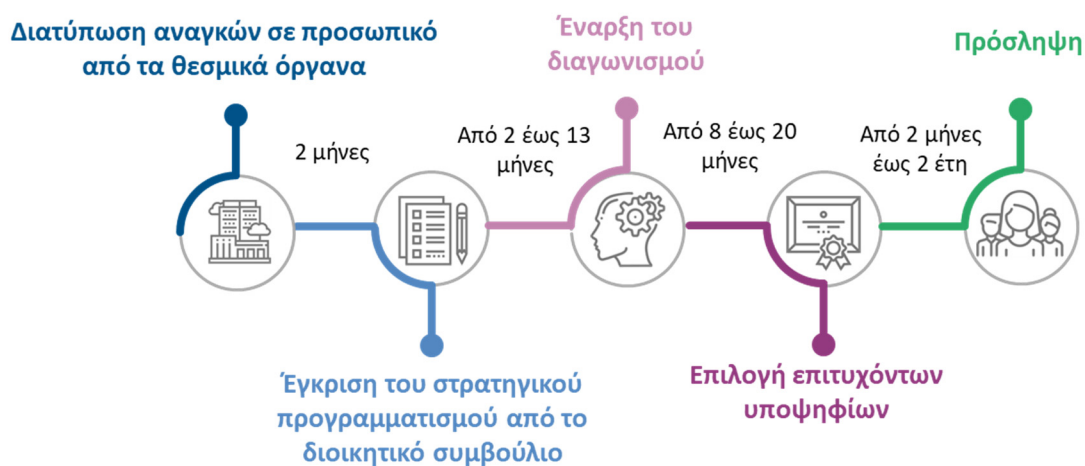 Διατύπωση αναγκών σε προσωπικό
από τα θεσμικά όργανα
2 μήνες
Έγκριση του στρατηγικού
προγραμματισμού από το
διοικητικό συμβούλιο
Από 2 έως 13
μήνες
Έναρξη του
διαγωνισμού
Από 8 έως 20
μήνες
Επιλογή επιτυχόντων
υποψηφίων
Από 2 μήνες
έως 2 έτη
Πρόσληψη